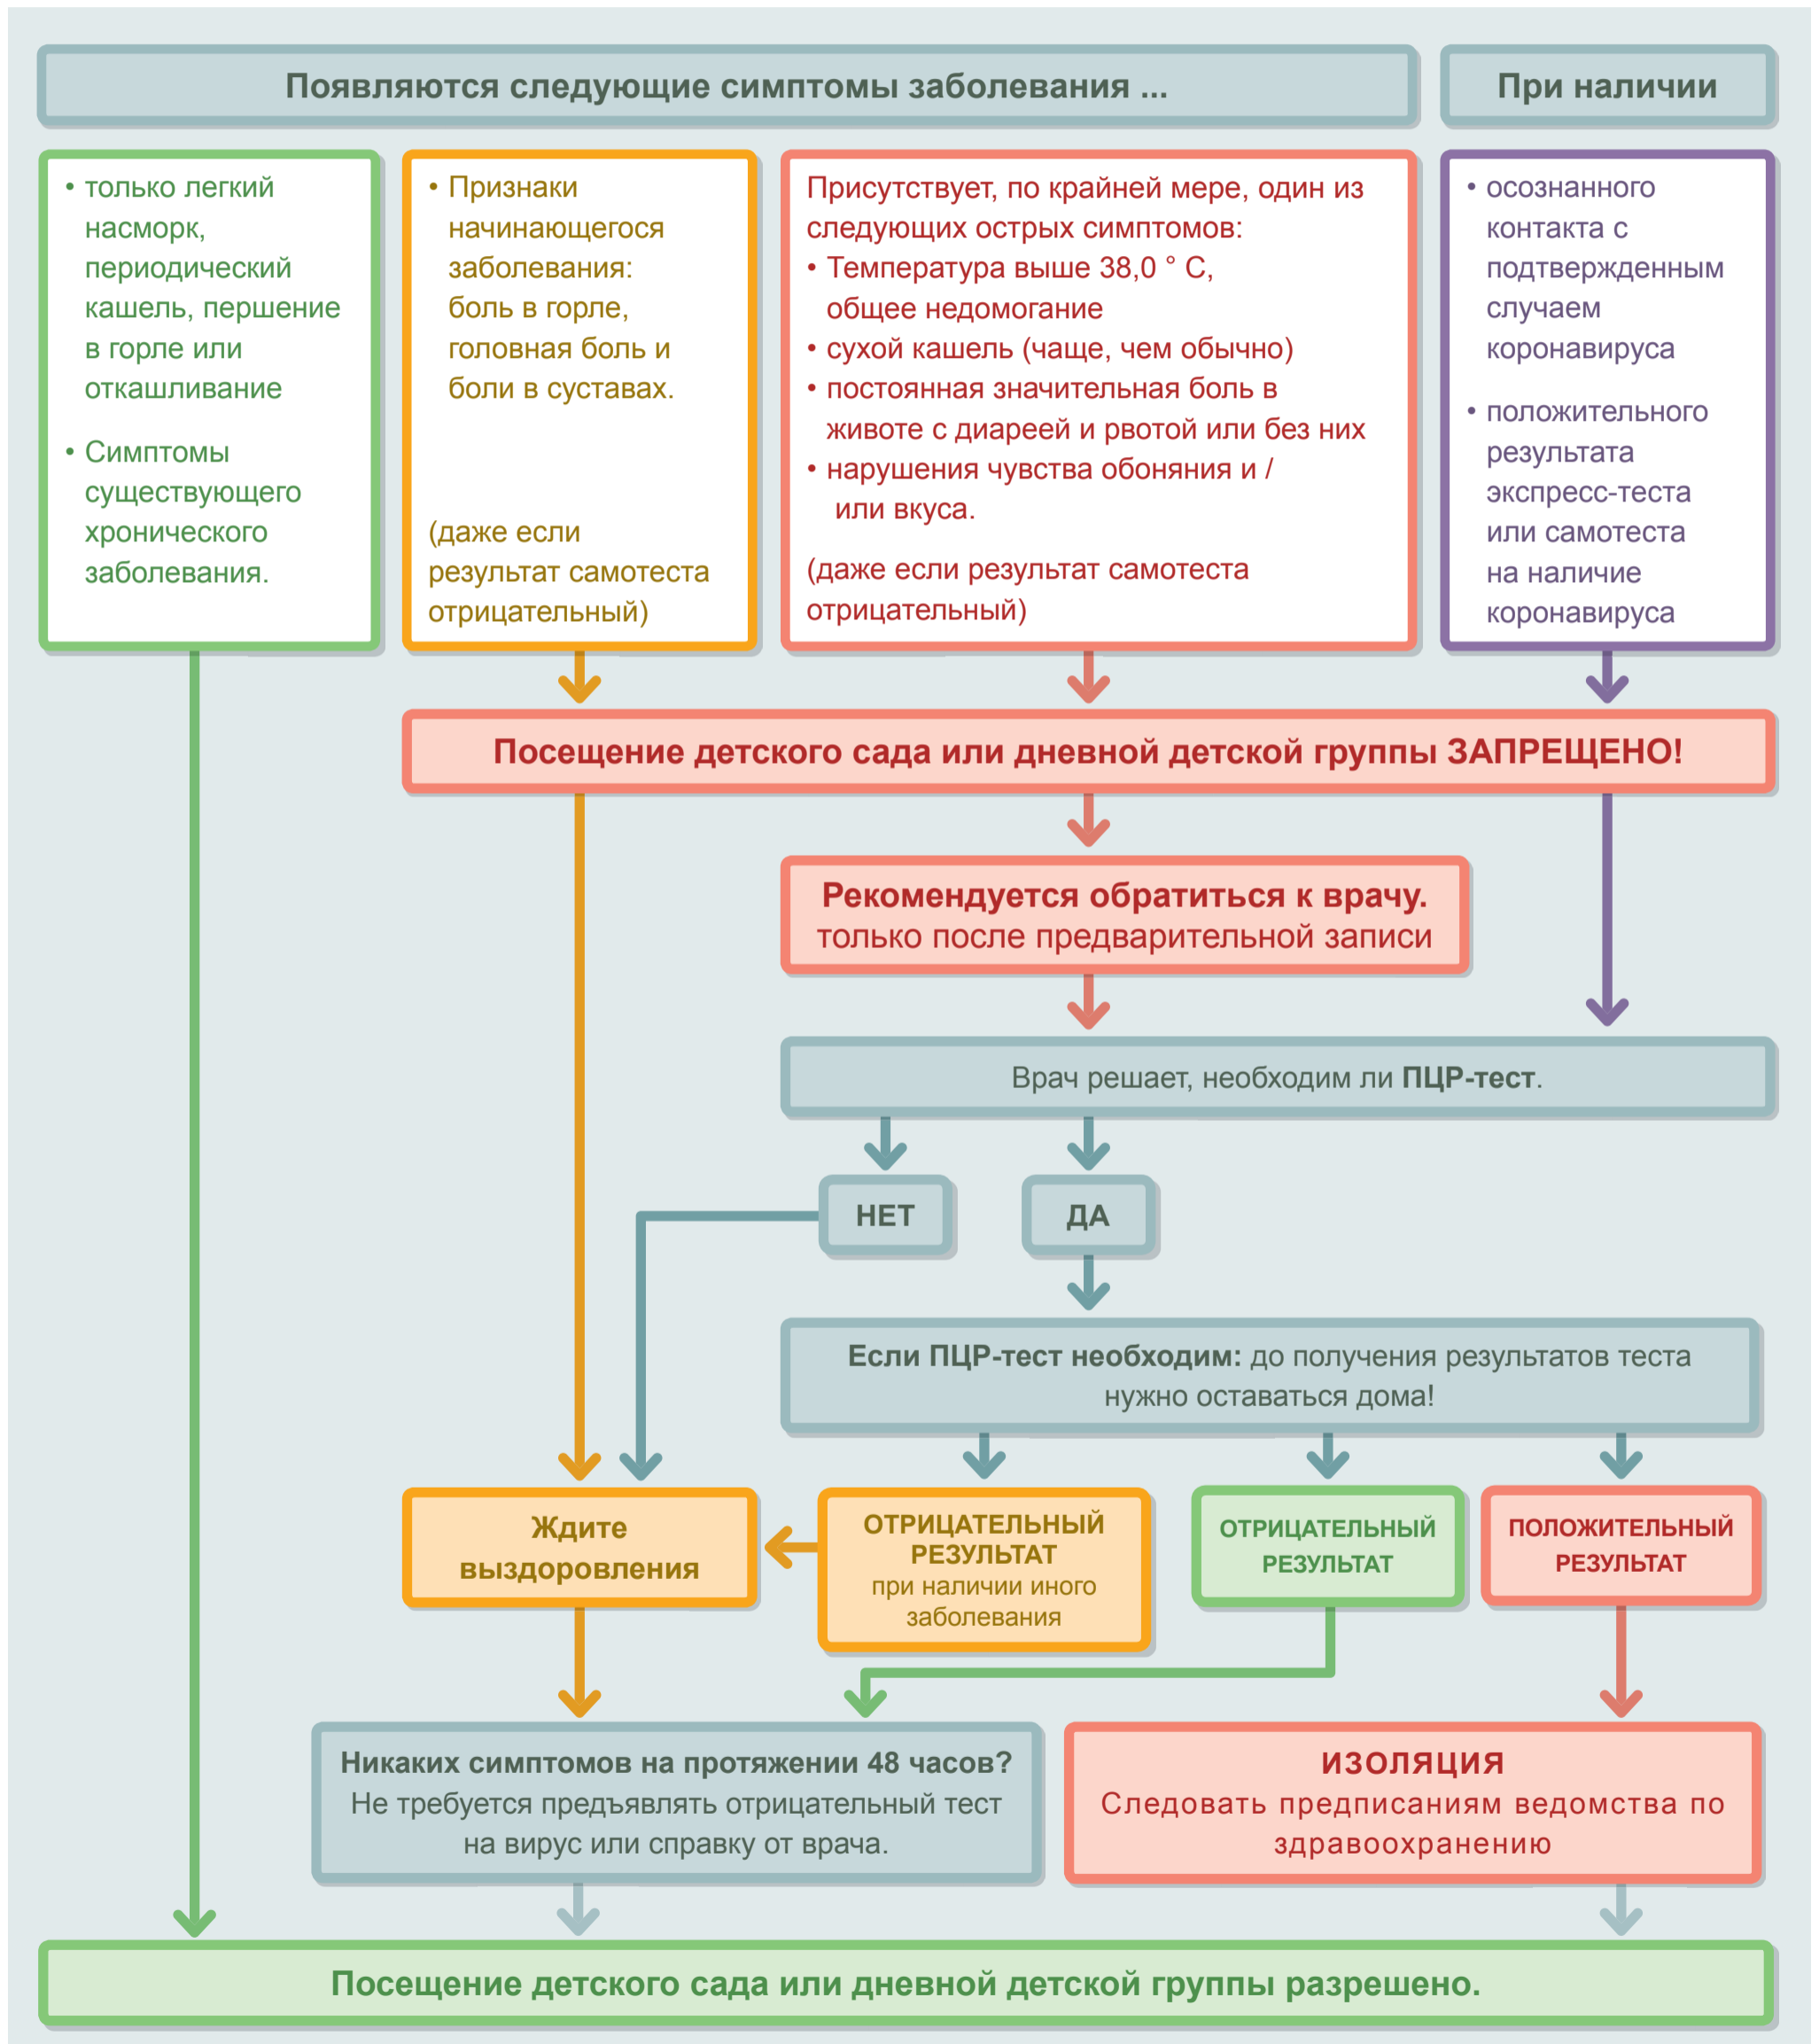 Появляются следующие симптомы заболевания ...
При наличии
• только легкий
насморк,
периодический
кашель, першение
в горле или
откашливание
• Симптомы
существующего
хронического
заболевания.
• Признаки
начинающегося
заболевания:
боль в горле,
головная боль и
боли в суставах.
(даже если
результат самотеста
отрицательный)
Присутствует, по крайней мере, один из
следующих острых симптомов:
• Температура выше 38,0 ° C,
общее недомогание
• сухой кашель (чаще, чем обычно)
• постоянная значительная боль в
животе с диареей и рвотой или без них
• нарушения чувства обоняния и /
или вкуса.
(даже если результат самотеста
отрицательный)
• осознанного
контакта с
подтвержденным
случаем
коронавируса
• положительного
результата
экспресс-теста
или самотеста
на наличие
коронавируса
Посещение детского сада или дневной детской группы ЗАПРЕЩЕНО!
Рекомендуется обратиться к врачу.
только после предварительной записи
Врач решает, необходим ли ПЦР-тест.
НЕТ
ДА
Если ПЦР-тест необходим: до получения результатов теста
нужно оставаться дома!
Ждите
выздоровления
ОТРИЦАТЕЛЬНЫЙ
РЕЗУЛЬТАТ
при наличии иного
заболевания
ОТРИЦАТЕЛЬНЫЙ
РЕЗУЛЬТАТ
ПОЛОЖИТЕЛЬНЫЙ
РЕЗУЛЬТАТ
Никаких симптомов на протяжении 48 часов?
Не требуется предъявлять отрицательный тест
на вирус или справку от врача.
ИЗОЛЯЦИЯ
Следовать предписаниям ведомства по
здравоохранению
Посещение детского сада или дневной детской группы разрешено.